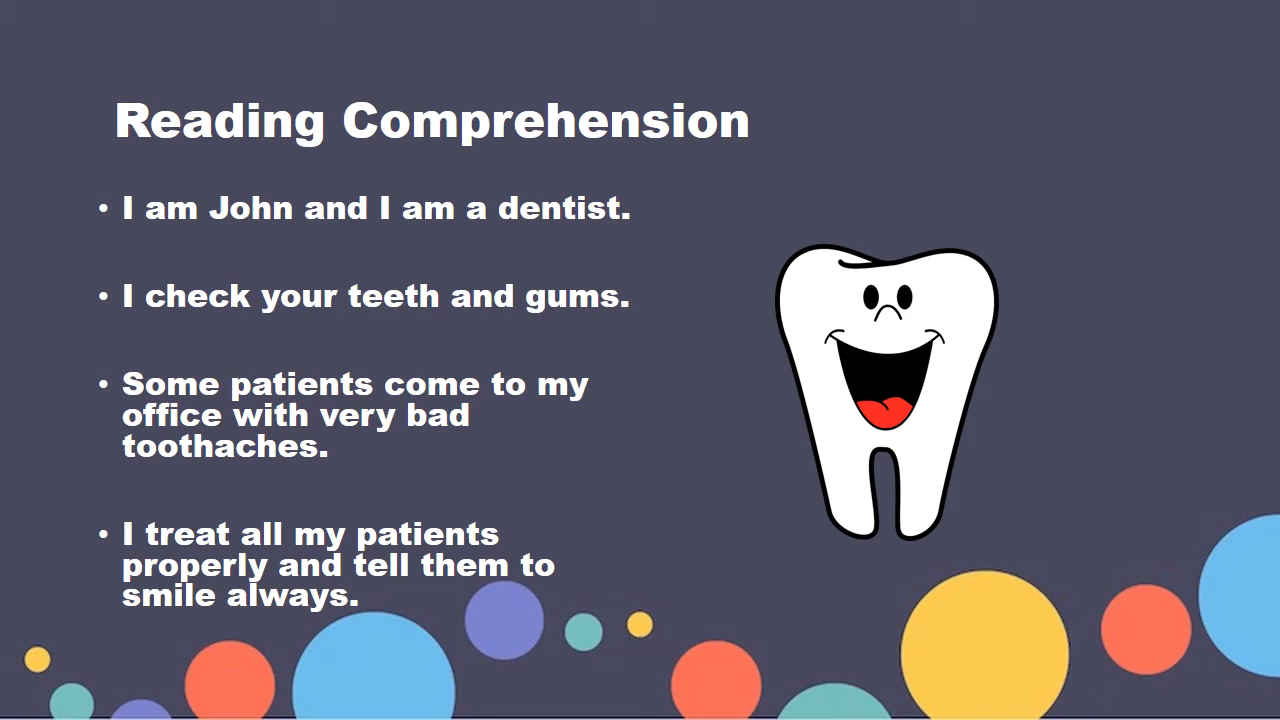 Reading Comprehension
• I am John and I am a dentist.
• I check your teeth and gums.
• Some patients come to my
office with very bad
toothaches.
• I treat all my patients
properly and tell them to
smile always.